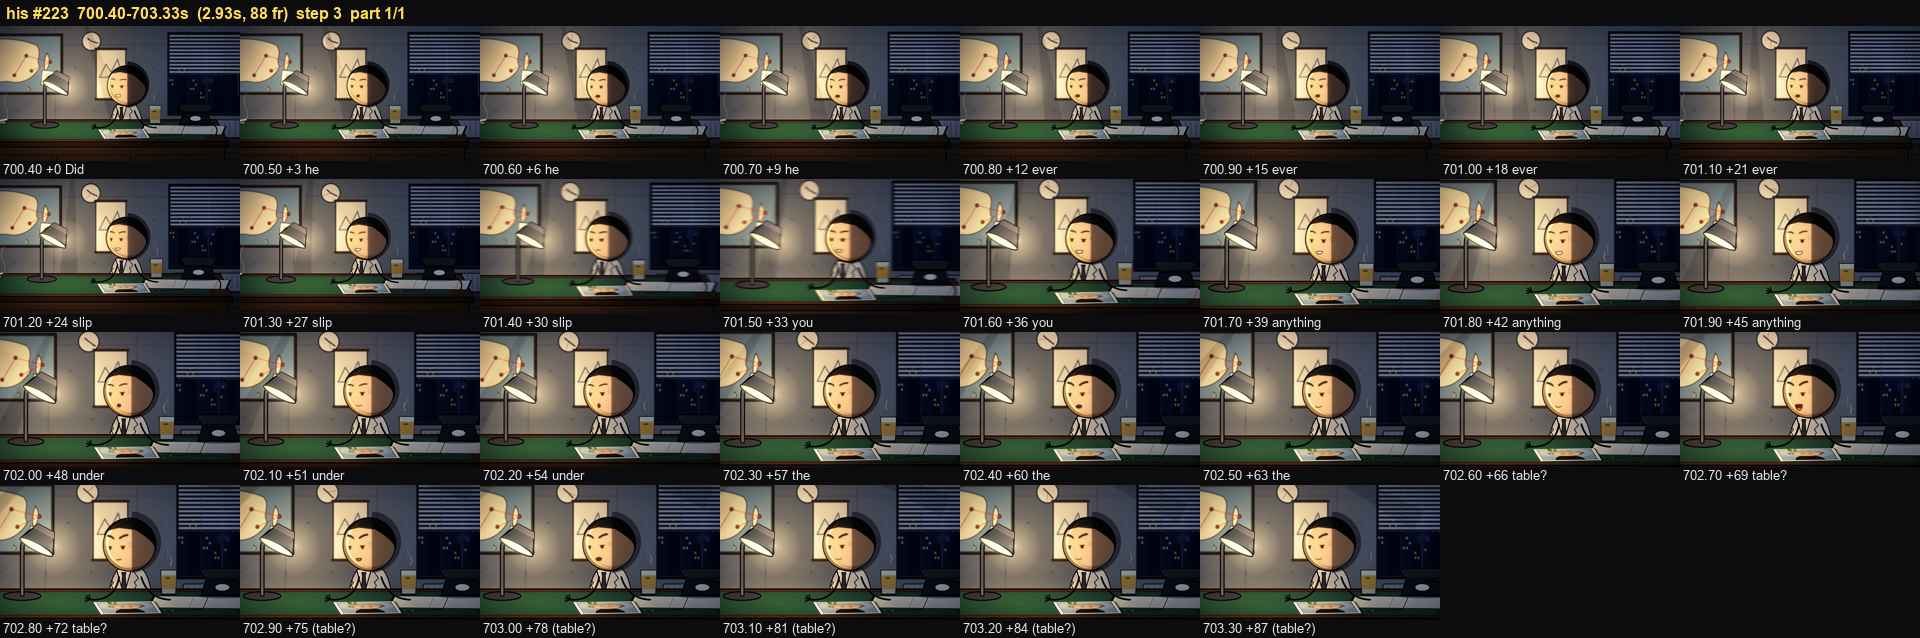 his #223 700.40-703.33s (2.93s, 88 fr) step 3 part 1/1
700.40 +0 Did
700.50 +3 he
700.60 +6 he
700.70 +9 he
700.80 +12 ever
700.90 +15 ever
701.00 +18 ever
701.10 +21 ever
701.20 +24 slip
701.30 +27 slip
701.40 +30 slip
701.50 +33 you
701.60 +36 you
701.70 +39 anything
701.80 +42 anything
701.90 +45 anything
702.00 +48 under
702.10 +51 under
702.20 +54 under
702.30 +57 the
702.40 +60 the
702.50 +63 the
702.60 +66 table?
702.70 +69 table?
702.80 +72 table?
702.90 +75 (table?)
703.00 +78 (table?)
703.10 +81 (table?)
703.20 +84 (table?)
703.30 +87 (table?)